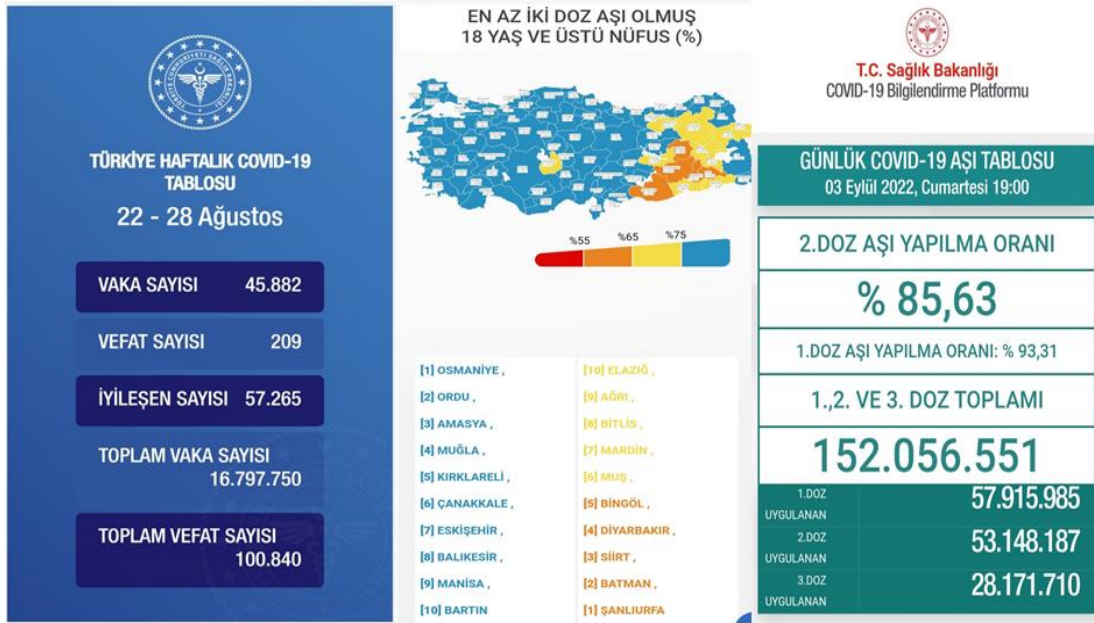 TÜRKİYE HAFTALIK COVID-19
TABLOSU
22 - 28 Ağustos
VAKA SAYISI 45.882
VEFAT SAYISI 209
İYİLEŞEN SAYISI 57.265
TOPLAM VAKA SAYISI
16.797.750
TOPLAM VEFAT SAYISI
100.840
EN AZ İKİ DOZ AŞI OLMUŞ
18 YAŞ VE ÜSTÜ NÜFUS (%)
%55 %65 %75
[1] OSMANİYE ,
[2] ORDU ,
[3] AMASYA ,
[4] MUĞLA ,
[5] KIRKLARELİ ,
[6] ÇANAKKALE ,
[7] ESKİŞEHİR ,
[8] BALIKESİR ,
[9] MANİSA ,
[10] BARTIN
[10] ELAZIĞ ,
[9] AĞRI ,
[8] BİTLİS ,
[7] MARDİN ,
[6] MUŞ ,
[5] BİNGÖL ,
[4] DİYARBAKIR ,
[3] SİİRT ,
[2] BATMAN ,
[1] ŞANLIURFA
T.C. Sağlık Bakanlığı
COVID-19 Bilgilendirme Platformu
GÜNLÜK COVID-19 AŞI TABLOSU
03 Eylül 2022, Cumartesi 19:00
2.DOZ AŞI YAPILMA ORANI
% 85,63
1.DOZ AŞI YAPILMA ORANI: % 93,31
1.,2. VE 3. DOZ TOPLAMI
152.056.551
1.DOZ
UYGULANAN
57.915.985
2.DOZ
UYGULANAN
53.148.187
3.DOZ
UYGULANAN
28.171.710